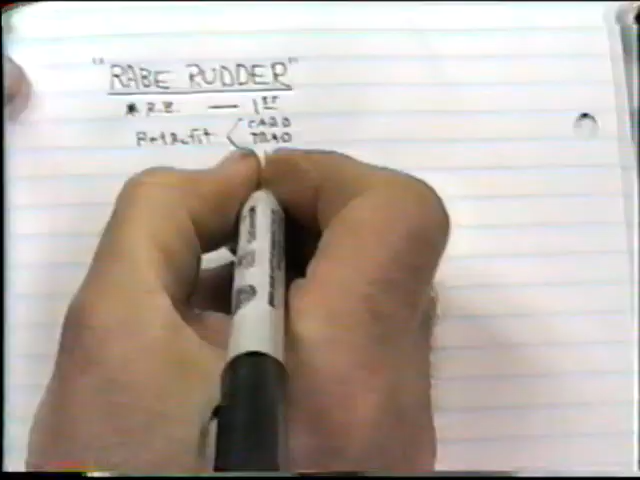 "RABE RUDDER"
* R.E. — 1ST
Retrofit < CARD
TRAD